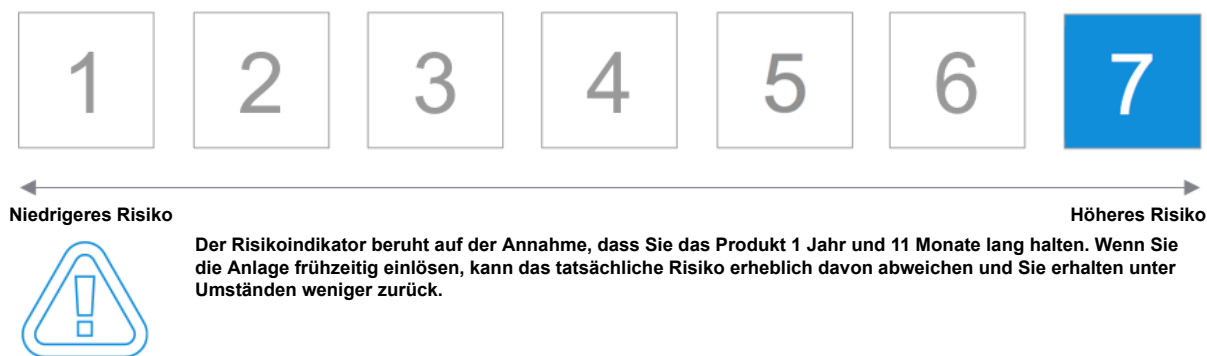 1 2 3 4 5 6 7
Niedrigeres Risiko Höheres Risiko
Der Risikoindikator beruht auf der Annahme, dass Sie das Produkt 1 Jahr und 11 Monate lang halten. Wenn Sie
die Anlage frühzeitig einlösen, kann das tatsächliche Risiko erheblich davon abweichen und Sie erhalten unter
Umständen weniger zurück.